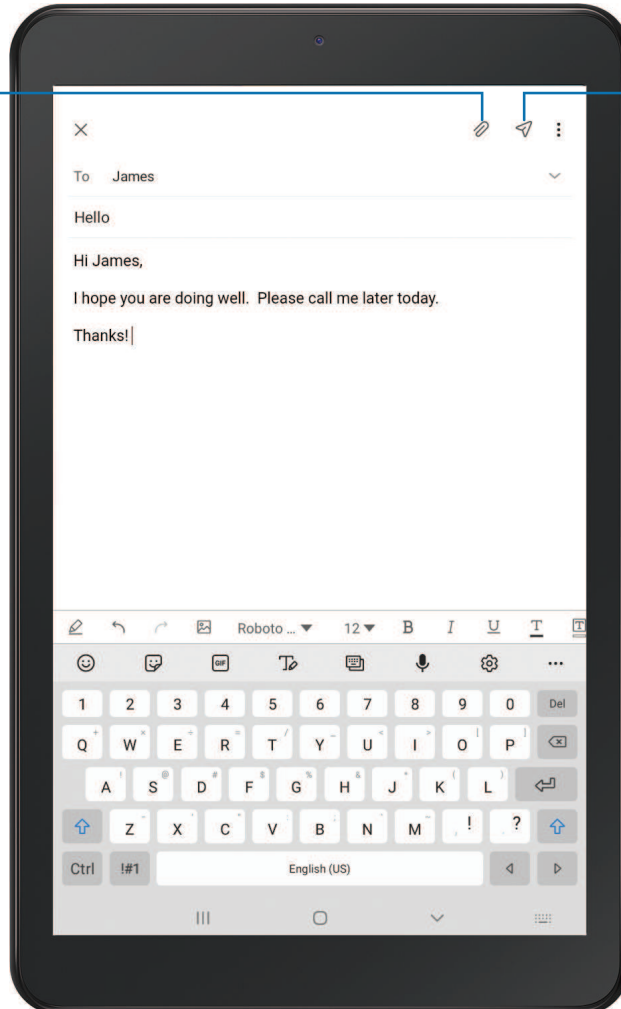 To James
Hello
Hi James,
I hope you are doing well.  Please call me later today.
Thanks!
Roboto ... 12 B I U T T
GIF T
1 2 3 4 5 6 7 8 9 0 Del
Q W E R T Y U I O P
A S D F G H J K L
Z X C V B N M , ! . ?
Ctrl !#1 English (US)